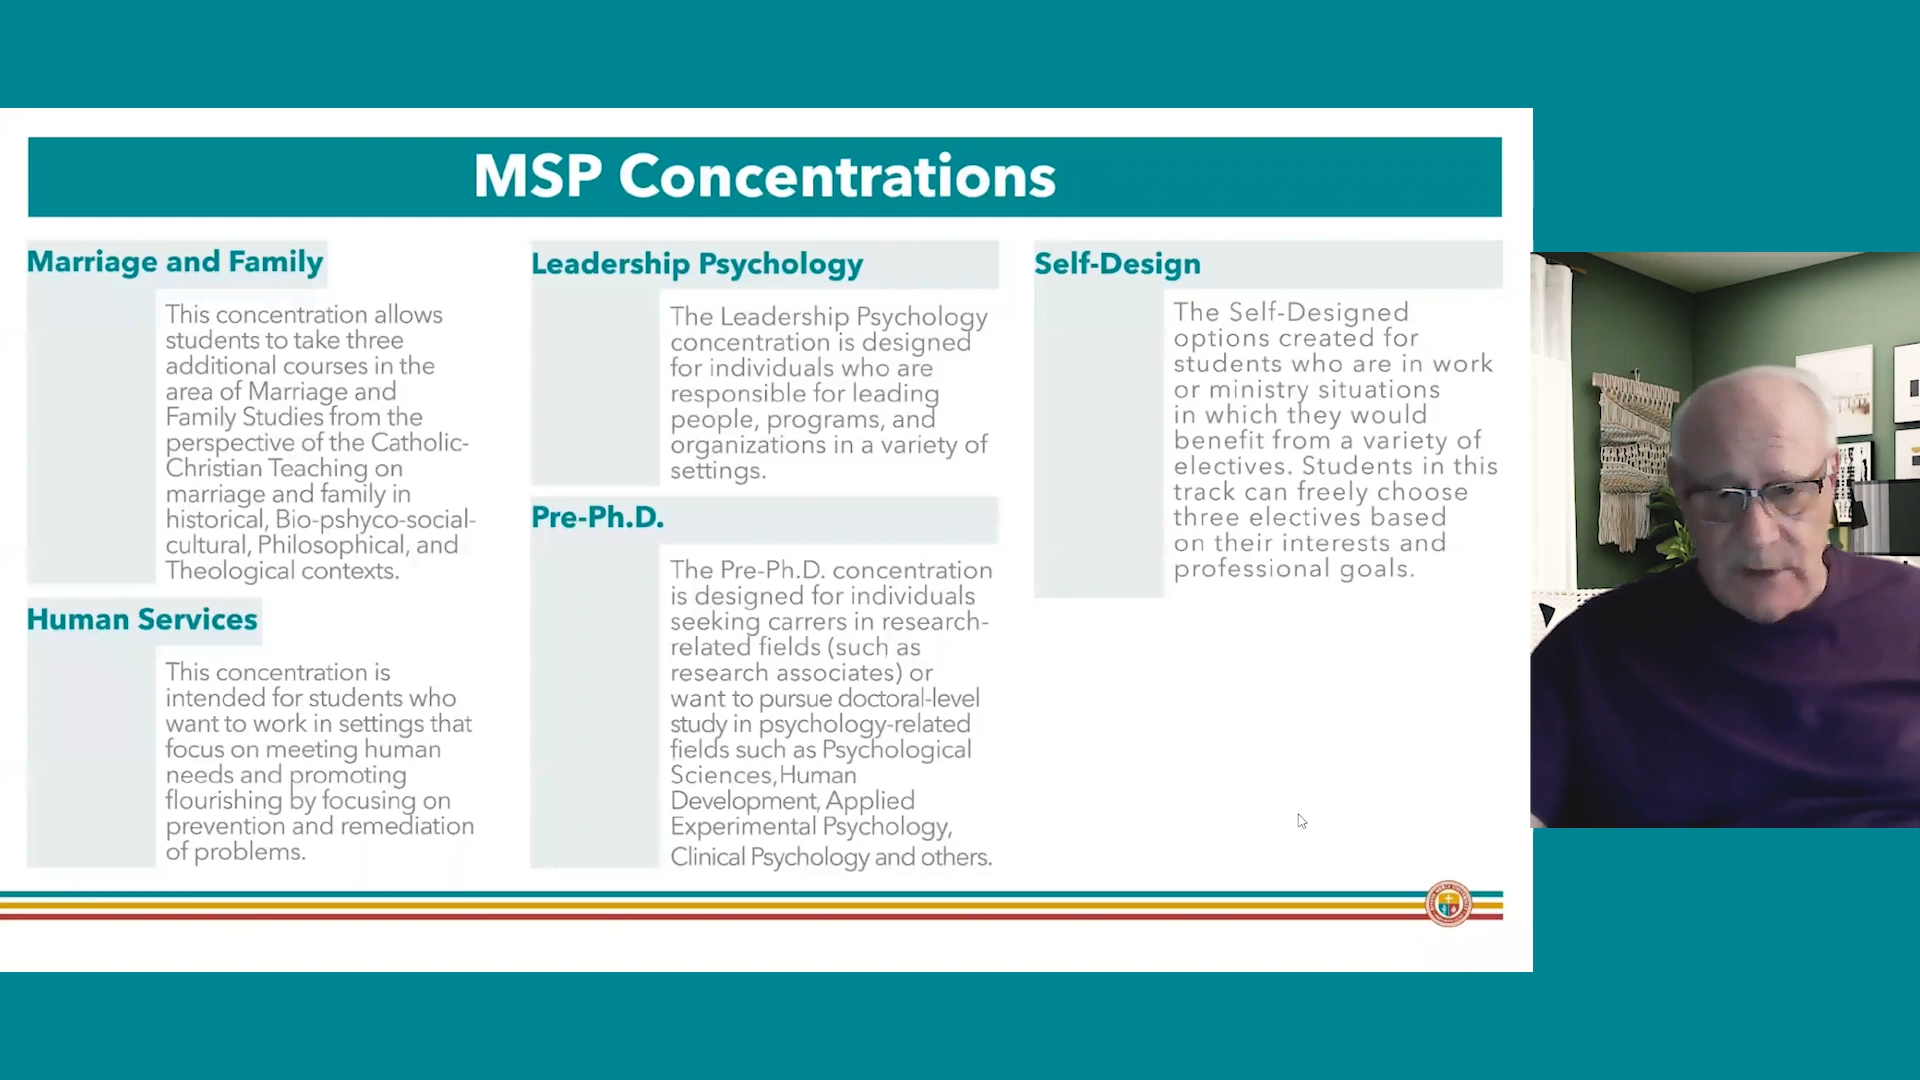 MSP Concentrations
Marriage and Family
This concentration allows
students to take three
additional courses in the
area of Marriage and
Family Studies from the
perspective of the Catholic-
Christian Teaching on
marriage and family in
historical, Bio-pshyco-social-
cultural, Philosophical, and
Theological contexts.
Human Services
This concentration is
intended for students who
want to work in settings that
focus on meeting human
needs and promoting
flourishing by focusing on
prevention and remediation
of problems.
Leadership Psychology
The Leadership Psychology
concentration is designed
for individuals who are
responsible for leading
people, programs, and
organizations in a variety of
settings.
Pre-Ph.D.
The Pre-Ph.D. concentration
is designed for individuals
seeking carrers in research-
related fields (such as
research associates) or
want to pursue doctoral-level
study in psychology-related
fields such as Psychological
Sciences,Human
Development, Applied
Experimental Psychology,
Clinical Psychology and others.
Self-Design
The Self-Designed
options created for
students who are in work
or ministry situations
in which they would
benefit from a variety of
electives. Students in this
track can freely choose
three electives based
on their interests and
professional goals.